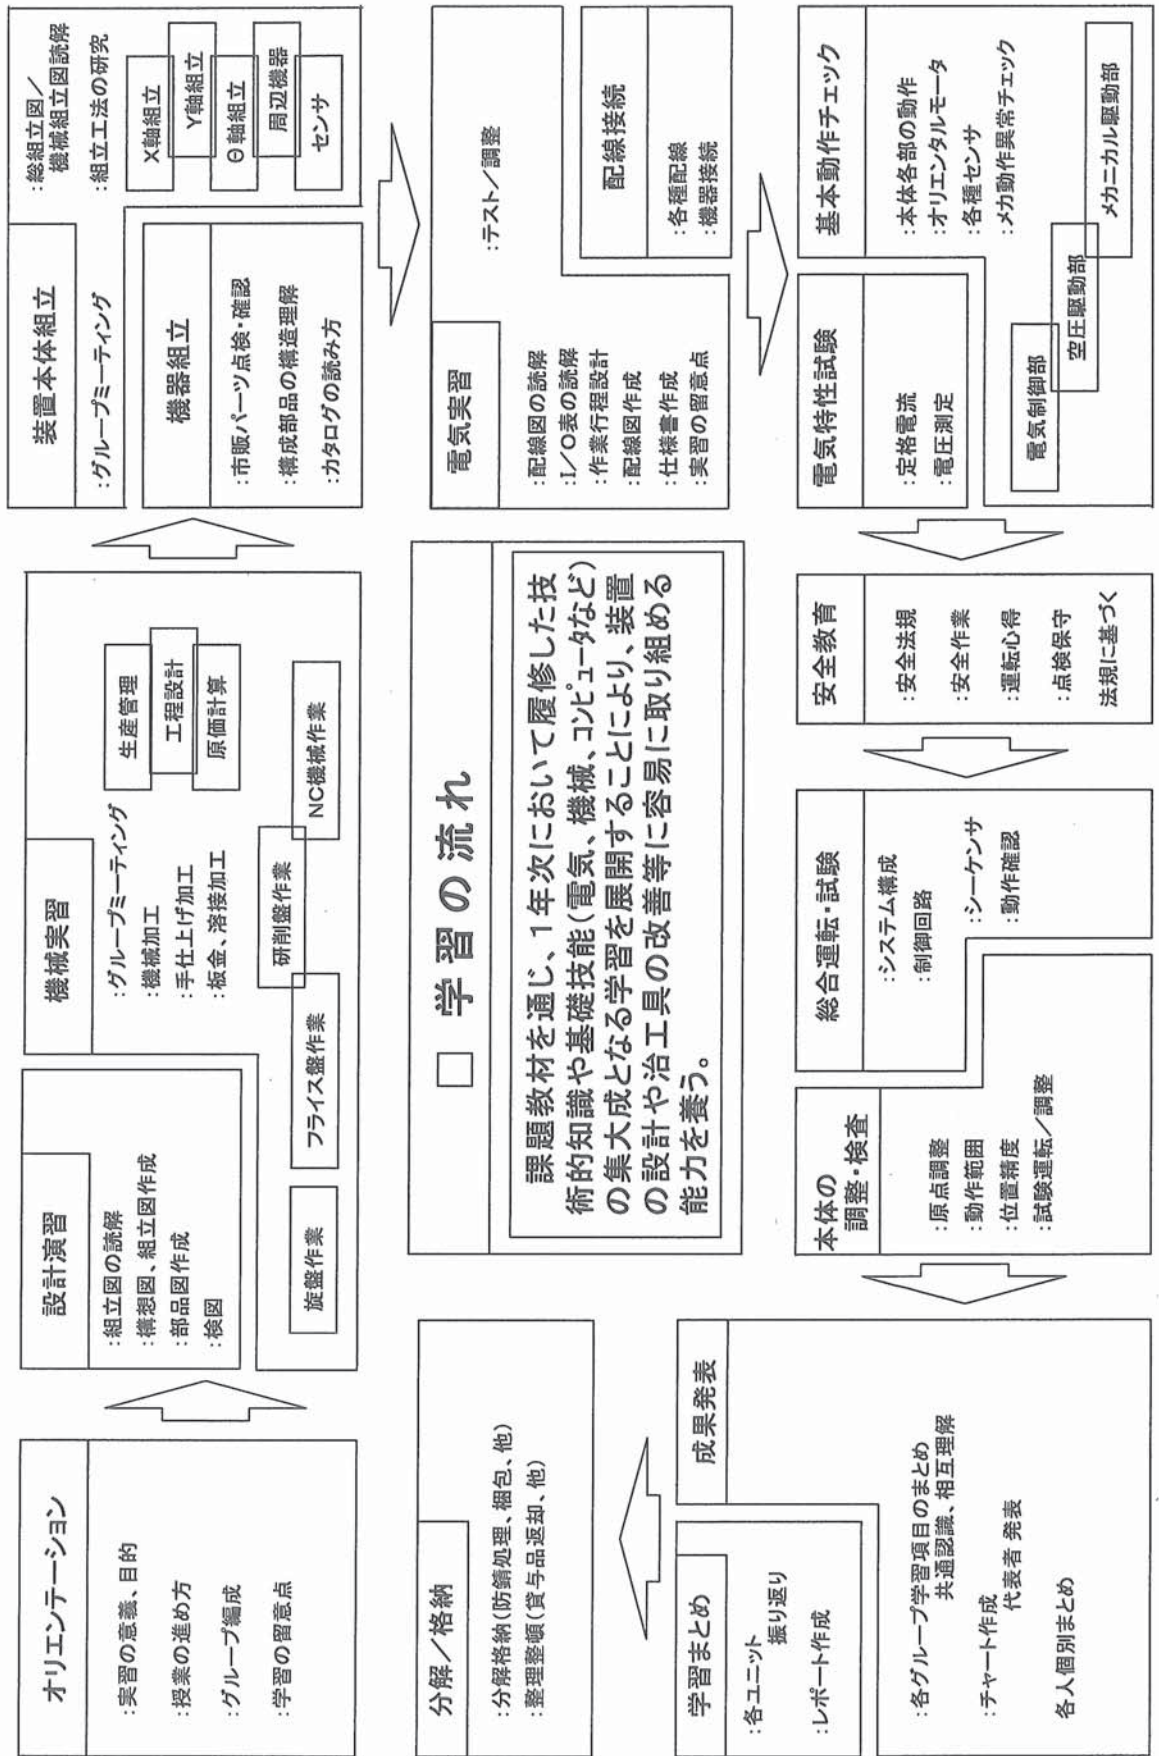 オリエンテーション
:実習の意義、目的
:授業の進め方
:グループ編成
:学習の留意点
設計演習
:組立図の読解
:構想図、組立図作成
:部品図作成
:検図
機械実習
:グループミーティング
:機械加工
:手仕上げ加工
:板金、溶接加工
生産管理
工程設計
原価計算
旋盤作業
フライス盤作業
研削盤作業
NC機械作業
装置本体組立
:グループミーティング
:総組立図/
機械組立図読解
:組立工法の研究
X軸組立
Y軸組立
Θ軸組立
周辺機器
センサ
機器組立
:市販パーツ点検・確認
:構成部品の構造理解
:カタログの読み方
□ 学習の流れ
課題教材を通じ、1年次において履修した技
術的知識や基礎技能(電気、機械、コンピュータなど)
の集大成となる学習を展開することにより、装置
の設計や治工具の改善等に容易に取り組める
能力を養う。
電気実習
:配線図の読解
:I/O表の読解
:作業行程設計
:配線図作成
:仕様書作成
:実習の留意点
:テスト/調整
配線接続
:各種配線
:機器接続
電気特性試験
:定格電流
:電圧測定
基本動作チェック
:本体各部の動作
:オリエンタルモータ
:各種センサ
:メカ動作異常チェック
電気制御部
空圧駆動部
メカニカル駆動部
安全教育
:安全法規
:安全作業
:運転心得
:点検保守
法規に基づく
総合運転・試験
:システム構成
:制御回路
:シーケンサ
:動作確認
本体の
調整・検査
:原点調整
:動作範囲
:位置精度
:試験運転/調整
成果発表
:各グループ学習項目のまとめ
共通認識、相互理解
:チャート作成
代表者 発表
各人個別まとめ
学習まとめ
:各ユニット
振り返り
:レポート作成
分解/格納
:分解格納(防錆処理、梱包、他)
:整理整頓(貸与品返却、他)